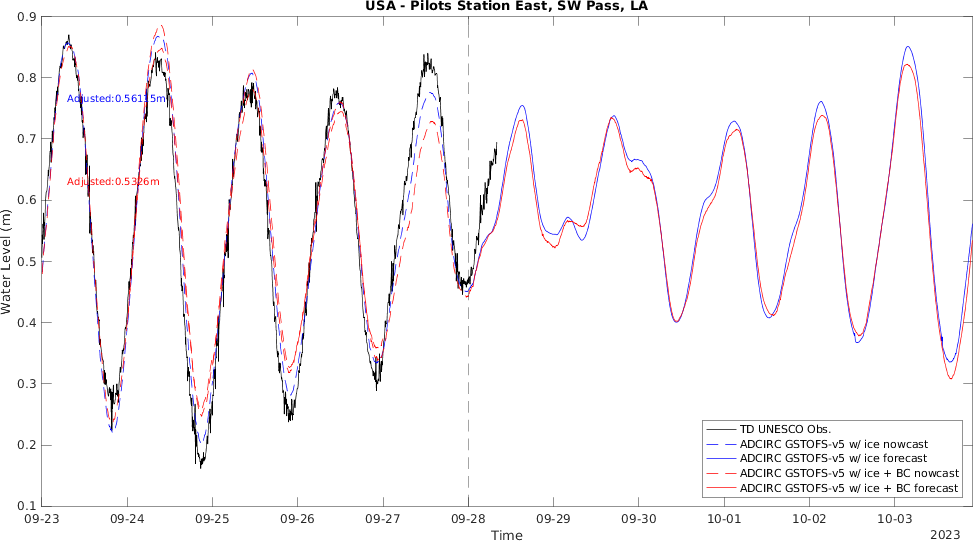 USA - Pilots Station East, SW Pass, LA
0.9
0.8
0.7
0.6
0.5
0.4
0.3
0.2
0.1
Water Level (m)
Adjusted:0.56115m
Adjusted:0.5326m
TD UNESCO Obs.
ADCIRC GSTOFS-v5 w/ ice nowcast
ADCIRC GSTOFS-v5 w/ ice forecast
ADCIRC GSTOFS-v5 w/ ice + BC nowcast
ADCIRC GSTOFS-v5 w/ ice + BC forecast
09-23 09-24 09-25 09-26 09-27 09-28 09-29 09-30 10-01 10-02 10-03
Time
2023